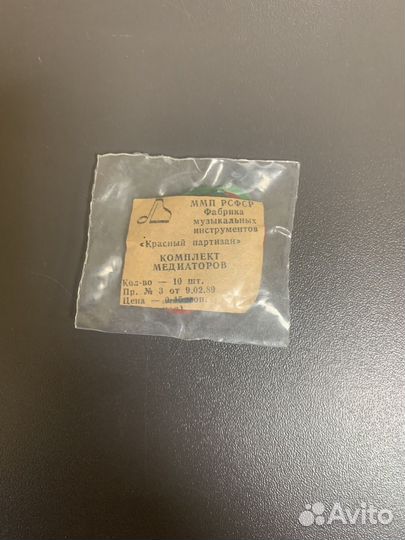 ММП РСФСР
Фабрика
музыкальных
инструментов
«Красный партизан»
КОМПЛЕКТ
МЕДИАТОРОВ
Кол-во — 10 шт.
Пр. № 3 от 9.02.89
Цена —
Avito